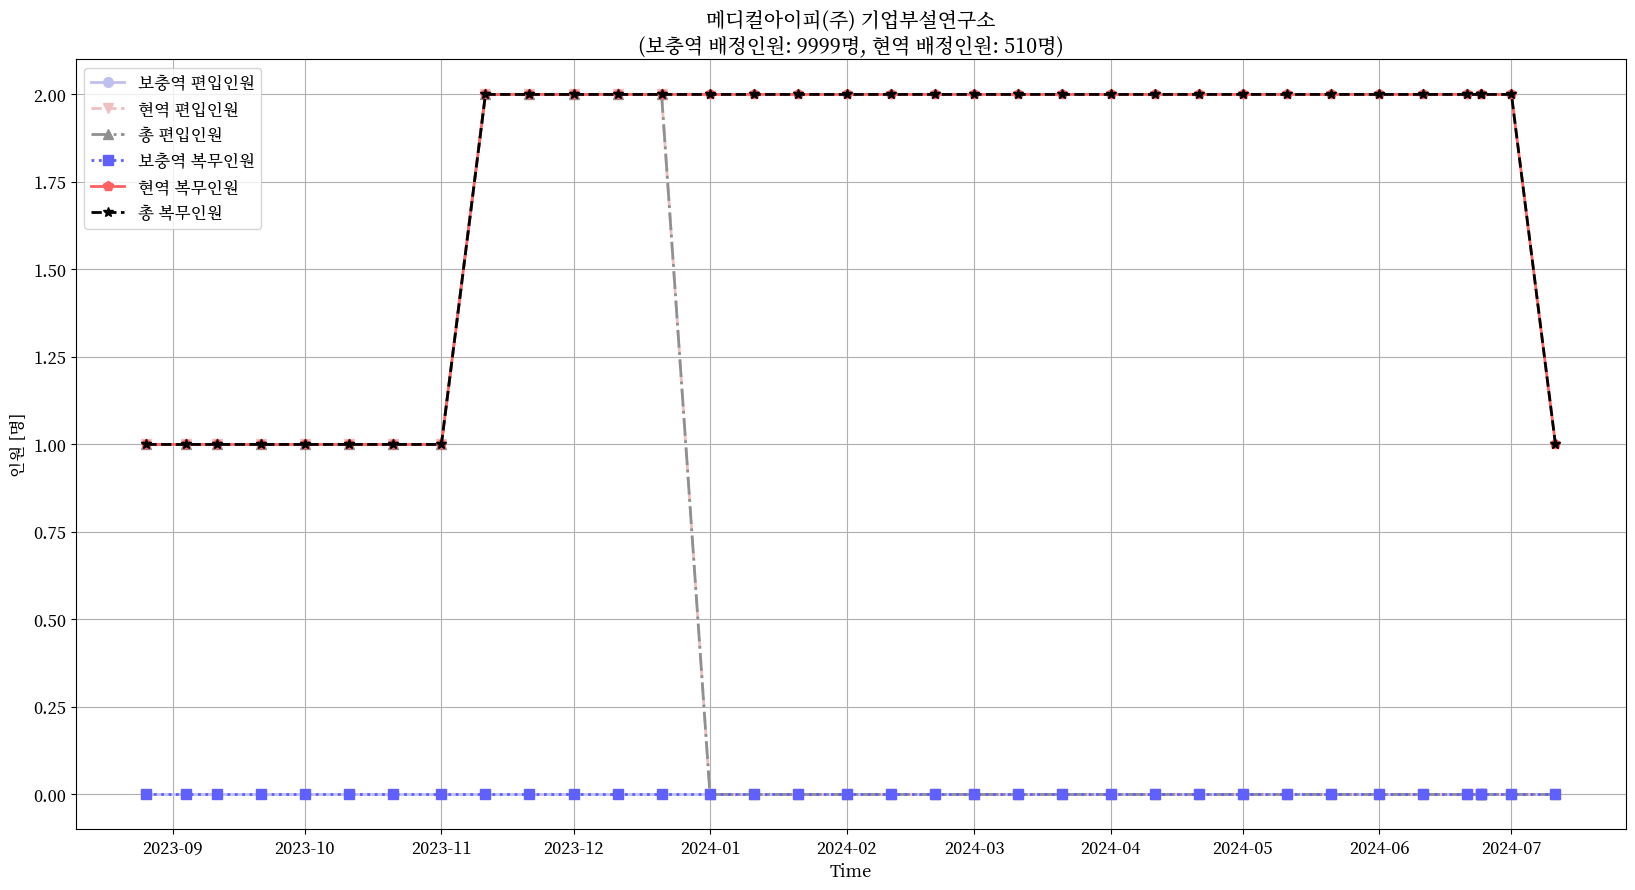 메디컬아이피(주) 기업부설연구소
(보충역 배정인원: 9999명, 현역 배정인원: 510명)
보충역 편입인원
현역 편입인원
총 편입인원
보충역 복무인원
현역 복무인원
총 복무인원
인원 [명]
2.00
1.75
1.50
1.25
1.00
0.75
0.50
0.25
0.00
2023-09 2023-10 2023-11 2023-12 2024-01 2024-02 2024-03 2024-04 2024-05 2024-06 2024-07
Time